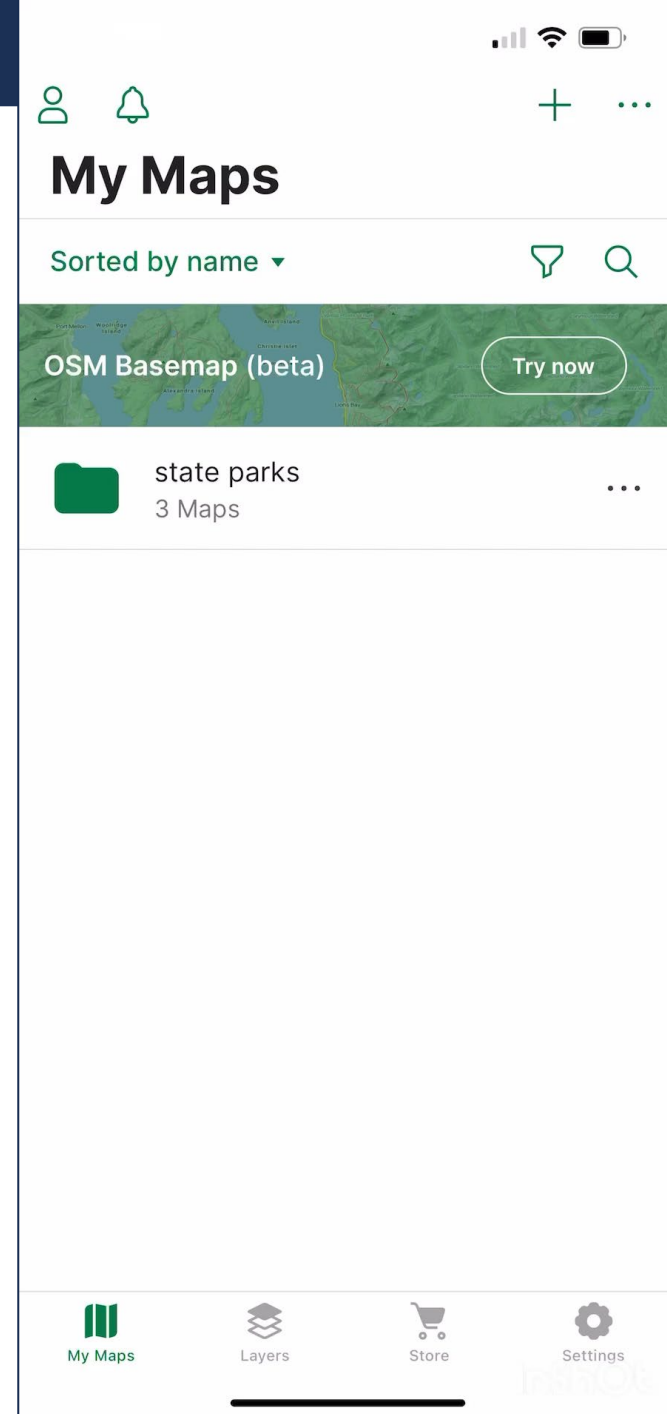 My Maps
Sorted by name
OSM Basemap (beta)
Try now
state parks
3 Maps
My Maps
Layers
Store
Settings